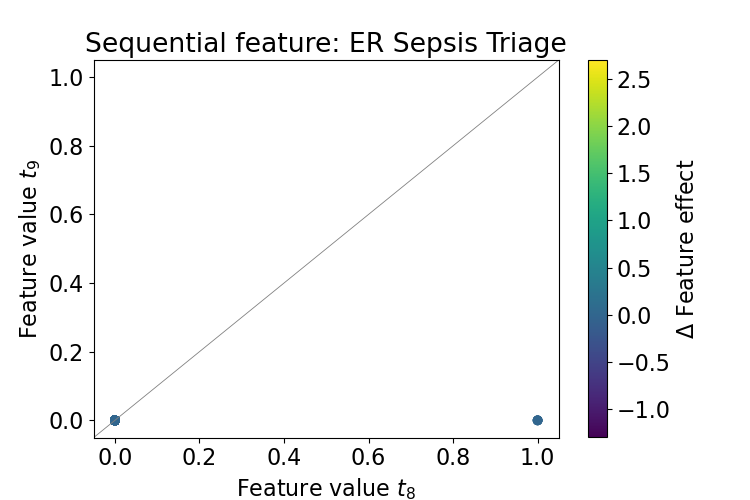 Sequential feature: ER Sepsis Triage
1.0
0.8
0.6
0.4
0.2
0.0
Feature value t₉
0.0 0.2 0.4 0.6 0.8 1.0
Feature value t₈
2.5
2.0
1.5
1.0
0.5
0.0
−0.5
−1.0
Δ Feature effect